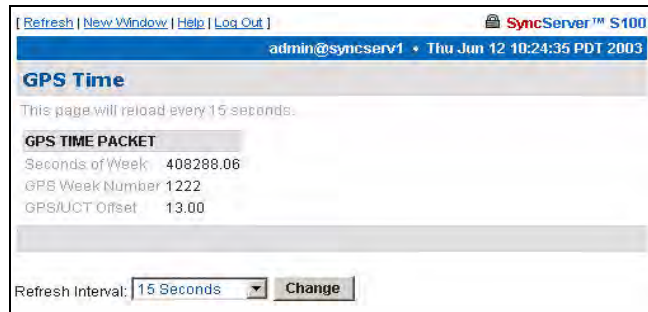 [ Refresh | New Window | Help | Log Out ] SyncServer™ S100
admin@syncserv1 • Thu Jun 12 10:24:35 PDT 2003
GPS Time
This page will reload every 15 seconds.
GPS TIME PACKET
Seconds of Week 408288.06
GPS Week Number 1222
GPS/UCT Offset 13.00
Refresh Interval: 15 Seconds Change